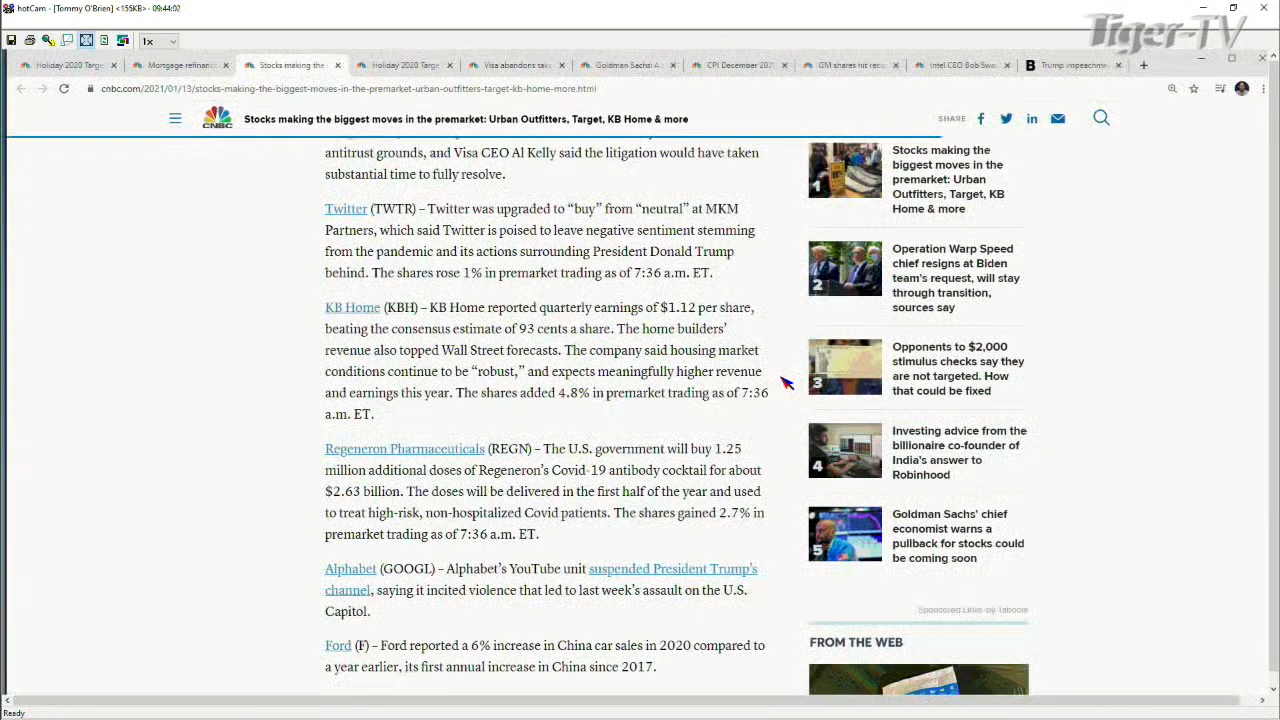 hotCam - [Tommy O'Brien] <155KB> - 09:44:02
Tiger-TV
1x
Holiday 2020 Targe
Mortgage refinanc
Stocks making the
Holiday 2020 Targe
Visa abandons take
Goldman Sachs: A
CPI December 202
GM shares hit reco
Intel CEO Bob Swa
Trump impeachme
cnbc.com/2021/01/13/stocks-making-the-biggest-moves-in-the-premarket-urban-outfitters-target-kb-home-more.html
CNBC
Stocks making the biggest moves in the premarket: Urban Outfitters, Target, KB Home & more
SHARE
antitrust grounds, and Visa CEO Al Kelly said the litigation would have taken
substantial time to fully resolve.
Twitter (TWTR) – Twitter was upgraded to “buy” from “neutral” at MKM
Partners, which said Twitter is poised to leave negative sentiment stemming
from the pandemic and its actions surrounding President Donald Trump
behind. The shares rose 1% in premarket trading as of 7:36 a.m. ET.
KB Home (KBH) – KB Home reported quarterly earnings of $1.12 per share,
beating the consensus estimate of 93 cents a share. The home builders’
revenue also topped Wall Street forecasts. The company said housing market
conditions continue to be “robust,” and expects meaningfully higher revenue
and earnings this year. The shares added 4.8% in premarket trading as of 7:36
a.m. ET.
Regeneron Pharmaceuticals (REGN) – The U.S. government will buy 1.25
million additional doses of Regeneron’s Covid-19 antibody cocktail for about
$2.63 billion. The doses will be delivered in the first half of the year and used
to treat high-risk, non-hospitalized Covid patients. The shares gained 2.7% in
premarket trading as of 7:36 a.m. ET.
Alphabet (GOOGL) – Alphabet’s YouTube unit suspended President Trump’s
channel, saying it incited violence that led to last week’s assault on the U.S.
Capitol.
Ford (F) – Ford reported a 6% increase in China car sales in 2020 compared to
a year earlier, its first annual increase in China since 2017.
1
Stocks making the
biggest moves in the
premarket: Urban
Outfitters, Target, KB
Home & more
2
Operation Warp Speed
chief resigns at Biden
team’s request, will stay
through transition,
sources say
3
Opponents to $2,000
stimulus checks say they
are not targeted. How
that could be fixed
4
Investing advice from the
billionaire co-founder of
India’s answer to
Robinhood
5
Goldman Sachs’ chief
economist warns a
pullback for stocks could
be coming soon
Sponsored Links by Taboola
FROM THE WEB
Ready